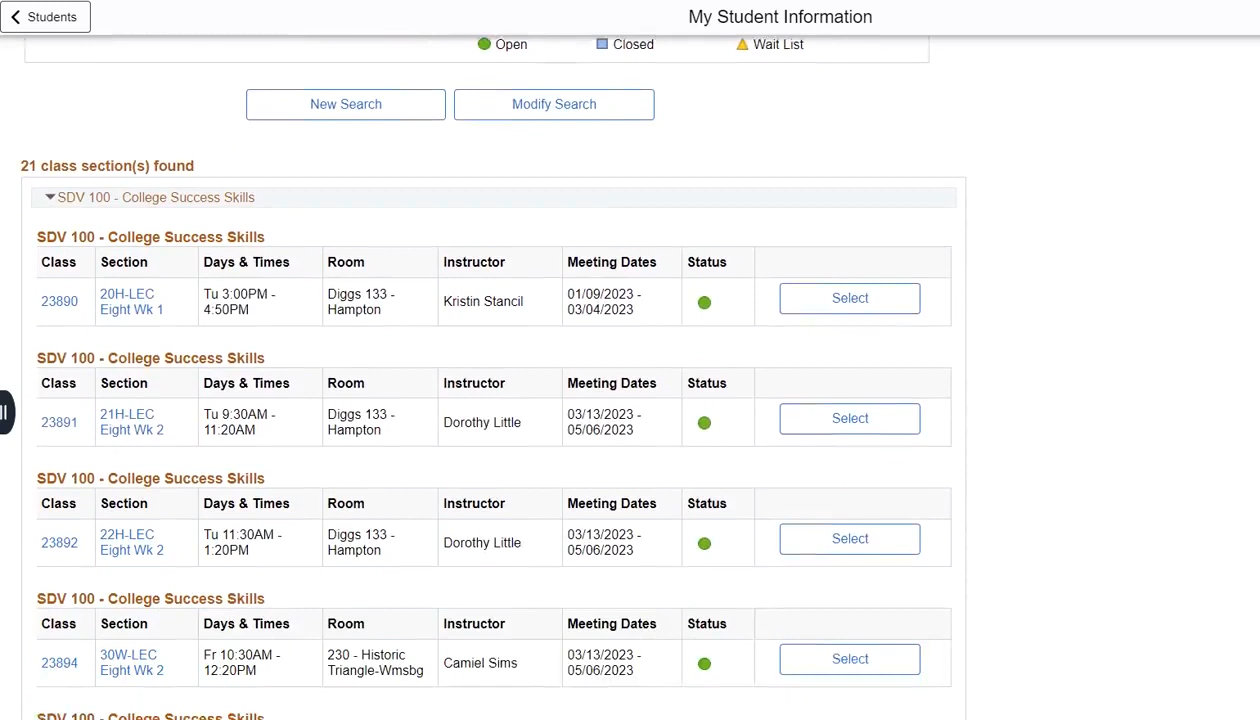 Students
My Student Information
Open Closed Wait List
New Search Modify Search
21 class section(s) found
SDV 100 - College Success Skills
SDV 100 - College Success Skills
Class Section Days & Times Room Instructor Meeting Dates Status
23890 20H-LEC Eight Wk 1 Tu 3:00PM - 4:50PM Diggs 133 - Hampton Kristin Stancil 01/09/2023 - 03/04/2023 Select
SDV 100 - College Success Skills
Class Section Days & Times Room Instructor Meeting Dates Status
23891 21H-LEC Eight Wk 2 Tu 9:30AM - 11:20AM Diggs 133 - Hampton Dorothy Little 03/13/2023 - 05/06/2023 Select
SDV 100 - College Success Skills
Class Section Days & Times Room Instructor Meeting Dates Status
23892 22H-LEC Eight Wk 2 Tu 11:30AM - 1:20PM Diggs 133 - Hampton Dorothy Little 03/13/2023 - 05/06/2023 Select
SDV 100 - College Success Skills
Class Section Days & Times Room Instructor Meeting Dates Status
23894 30W-LEC Eight Wk 2 Fr 10:30AM - 12:20PM 230 - Historic Triangle-Wmsbg Camiel Sims 03/13/2023 - 05/06/2023 Select
SDV 100 - College Success Skills